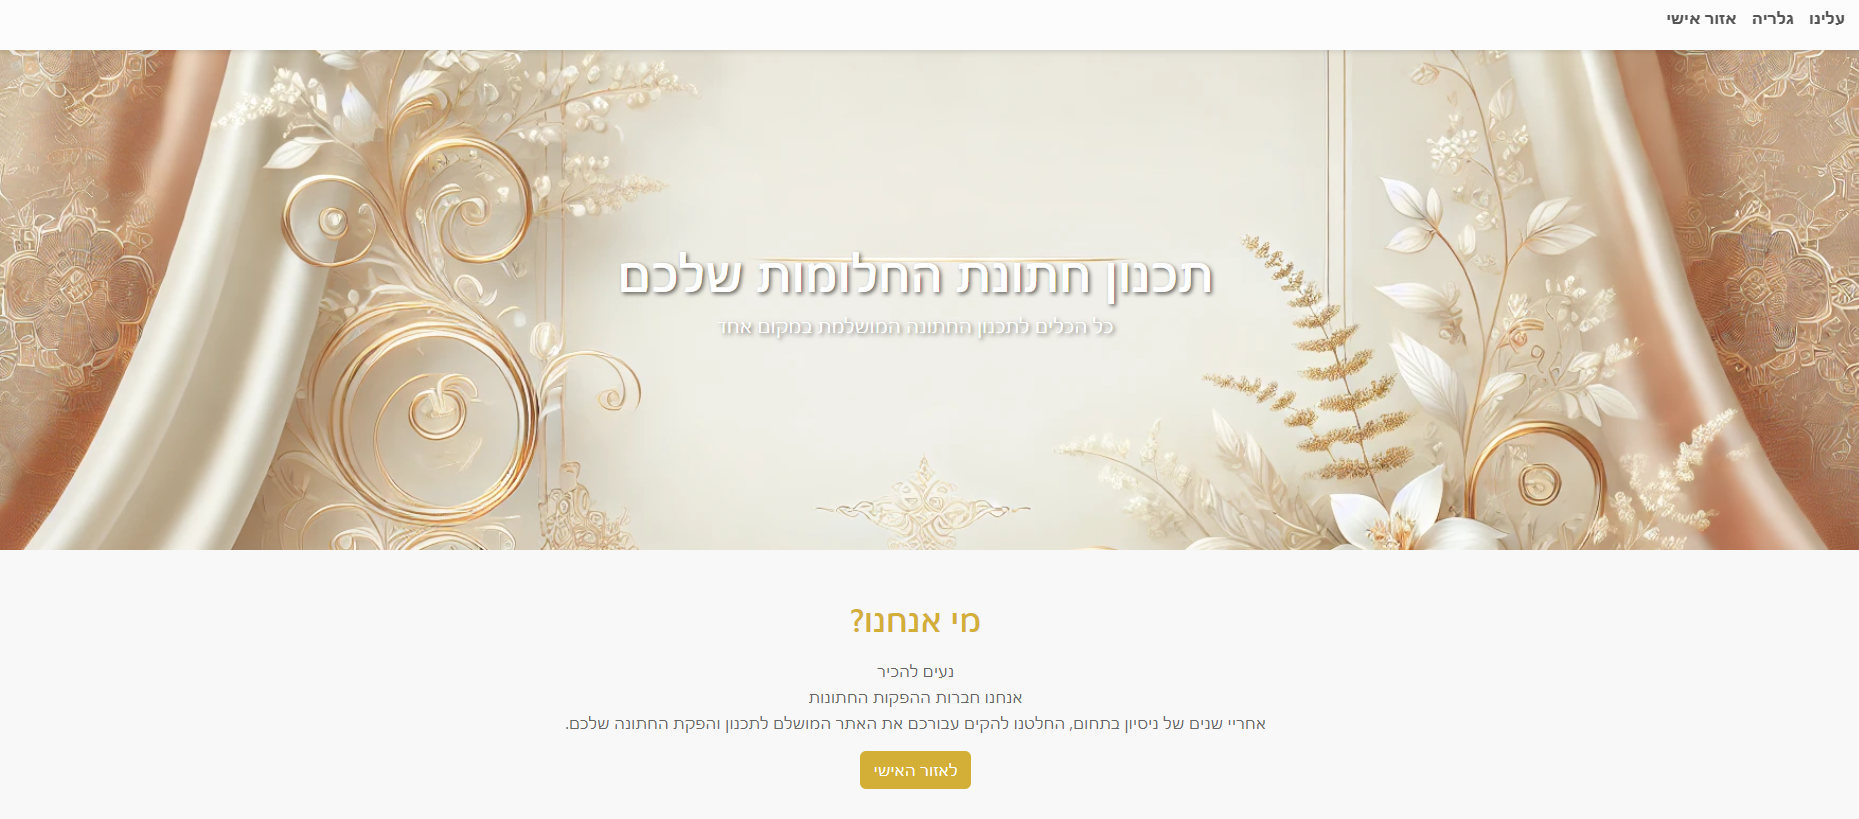 עלינו גלריה אזור אישי
תכנון חתונת החלומות שלכם
כל הכלים לתכנון החתונה המושלמת במקום אחד
מי אנחנו?
נעים להכיר
אנחנו חברות ההפקות החתונות
אחריי שנים של ניסיון בתחום, החלטנו להקים עבורכם את האתר המושלם לתכנון והפקת החתונה שלכם.
לאזור האישי